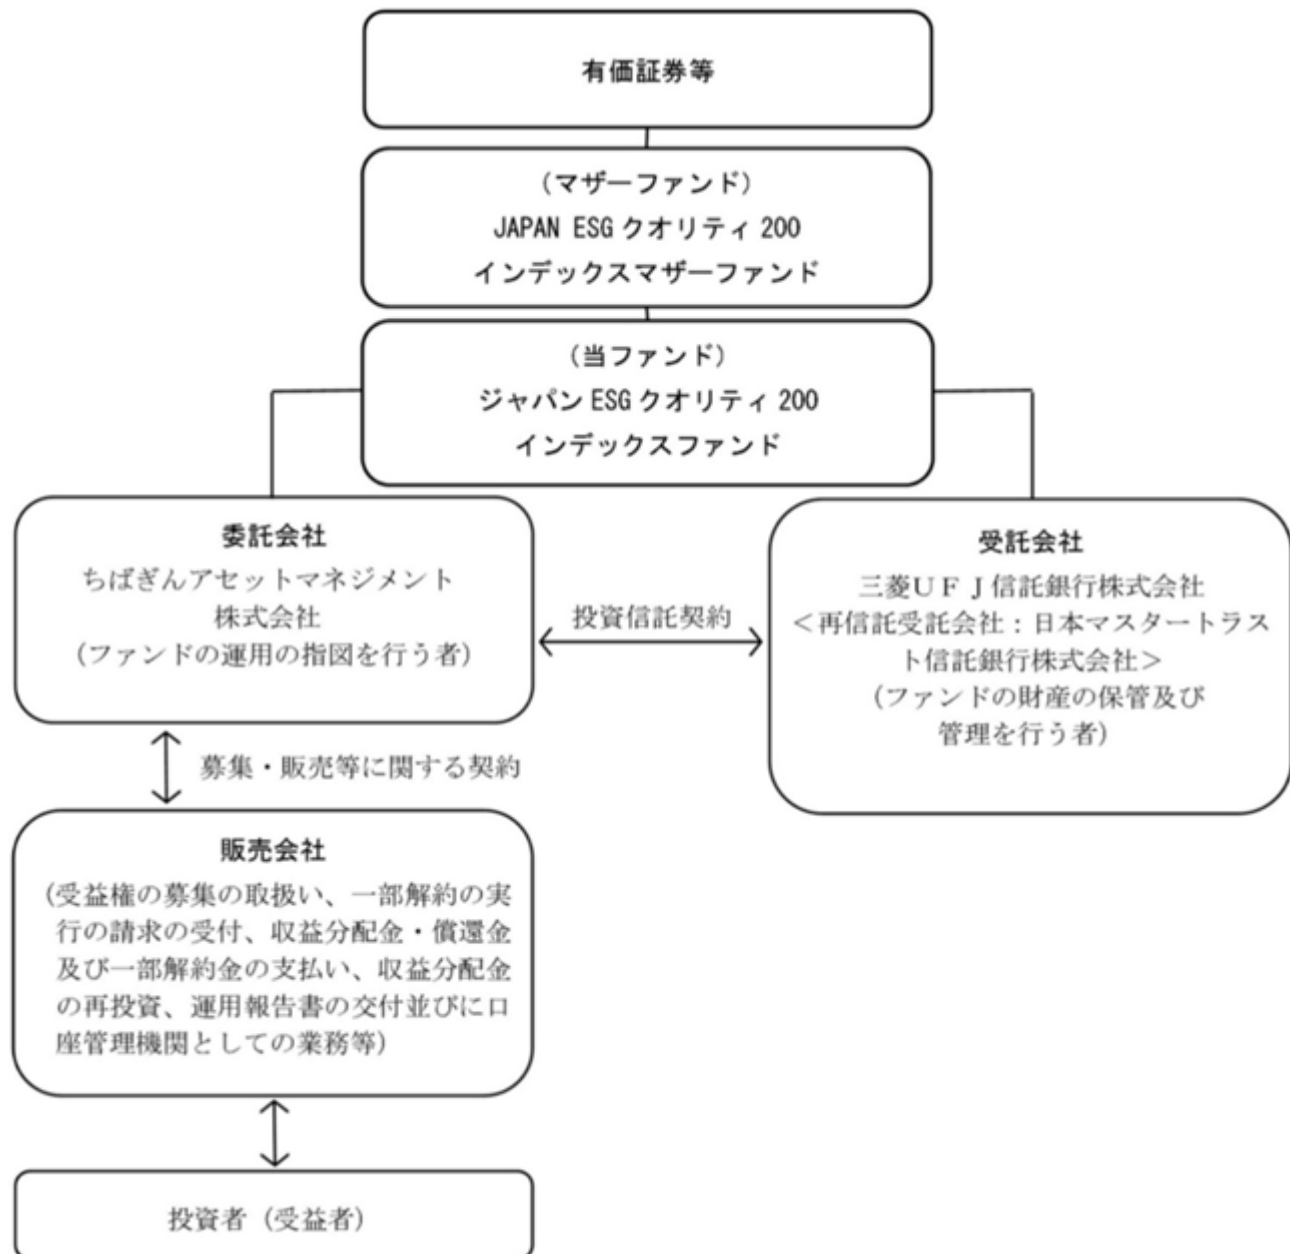 有価証券等
（マザーファンド）
JAPAN ESG クオリティ 200
インデックスマザーファンド
（当ファンド）
ジャパン ESG クオリティ 200
インデックスファンド
委託会社
ちばぎんアセットマネジメント
株式会社
（ファンドの運用の指図を行う者）
投資信託契約
受託会社
三菱ＵＦＪ信託銀行株式会社
＜再信託受託会社：日本マスタートラス
ト信託銀行株式会社＞
（ファンドの財産の保管及び
管理を行う者）
募集・販売等に関する契約
販売会社
（受益権の募集の取扱い、一部解約の実
行の請求の受付、収益分配金・償還金
及び一部解約金の支払い、収益分配金
の再投資、運用報告書の交付並びに口
座管理機関としての業務等）
投資者（受益者）